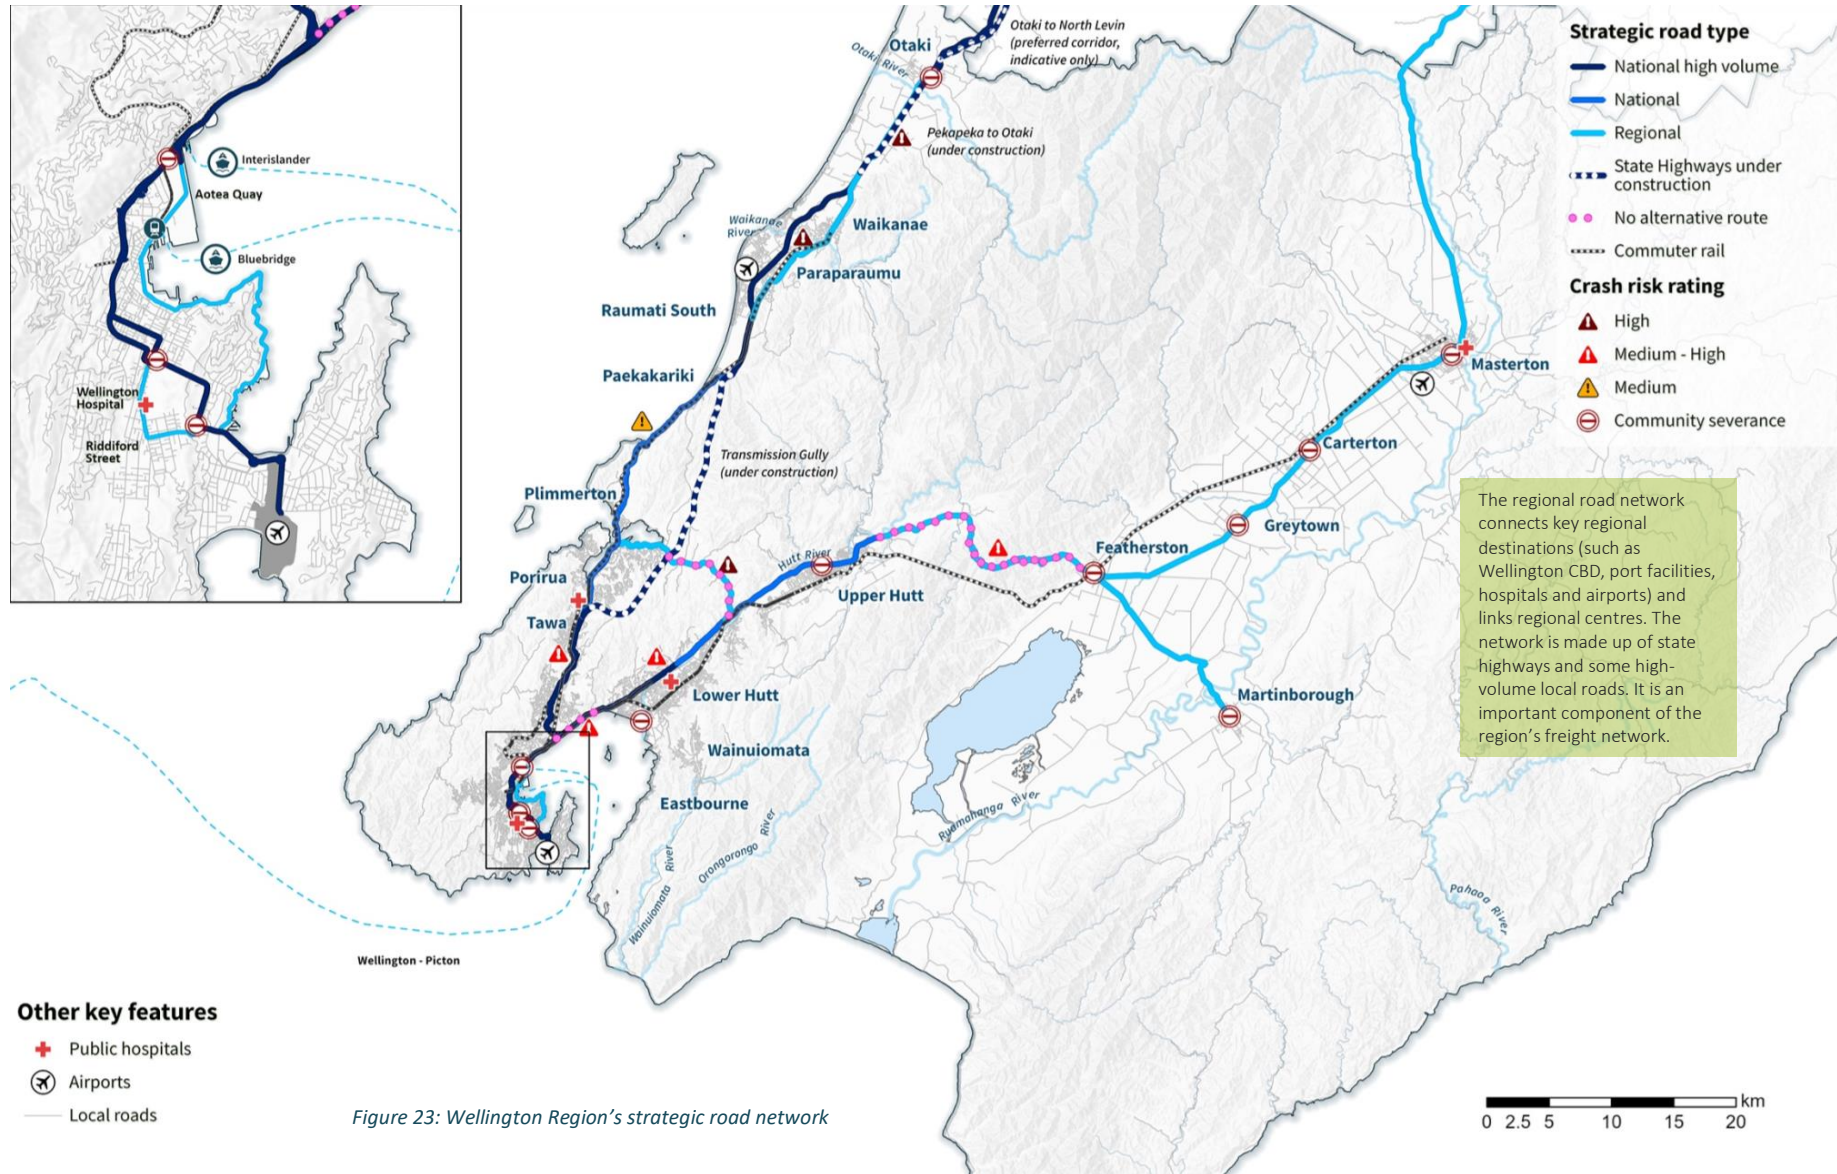 Interislander
Aotea Quay
Bluebridge
Wellington
Hospital
Riddiford
Street
Otaki
Otaki River
Otaki to North Levin
(preferred corridor,
indicative only)
Pekapeka to Otaki
(under construction)
Waikanae
River
Waikanae
Paraparaumu
Raumati South
Paekakariki
Transmission Gully
(under construction)
Plimmerton
Porirua
Tawa
Hutt River
Upper Hutt
Lower Hutt
Wainuiomata
Eastbourne
Wainuiomata River
Orongorongo River
Featherston
Greytown
Carterton
Masterton
Martinborough
Ruamahanga River
Pahaoa River
Wellington - Picton
Strategic road type
National high volume
National
Regional
State Highways under
construction
No alternative route
Commuter rail
Crash risk rating
High
Medium - High
Medium
Community severance
The regional road network
connects key regional
destinations (such as
Wellington CBD, port facilities,
hospitals and airports) and
links regional centres. The
network is made up of state
highways and some high-
volume local roads. It is an
important component of the
region’s freight network.
Other key features
Public hospitals
Airports
Local roads
Figure 23: Wellington Region’s strategic road network
km
0 2.5 5 10 15 20